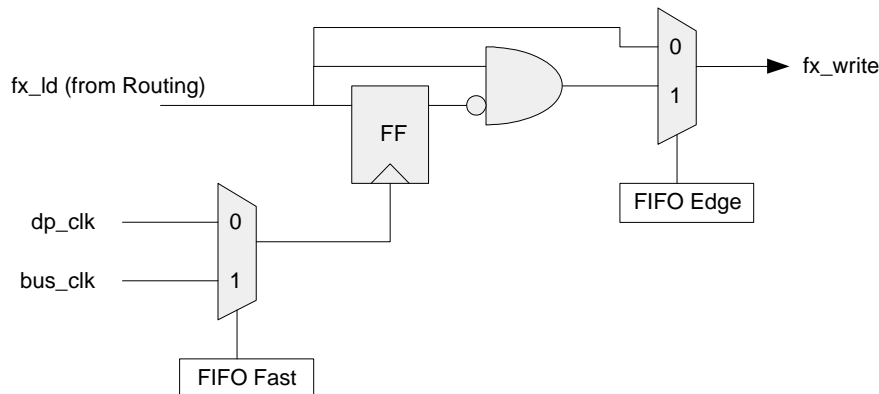 0
fx_write
fx_ld (from Routing)
1
FF
FIFO Edge
dp_clk
0
bus_clk
1
FIFO Fast